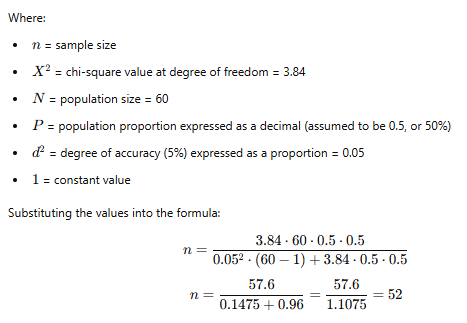 Where:
• n = sample size
• X² = chi-square value at degree of freedom = 3.84
• N = population size = 60
• P = population proportion expressed as a decimal (assumed to be 0.5, or 50%)
• d² = degree of accuracy (5%) expressed as a proportion = 0.05
• 1 = constant value
Substituting the values into the formula:
n = \frac{3.84 · 60 · 0.5 · 0.5}{0.05² · (60 − 1) + 3.84 · 0.5 · 0.5}
n = \frac{57.6}{0.1475 + 0.96} = \frac{57.6}{1.1075} = 52